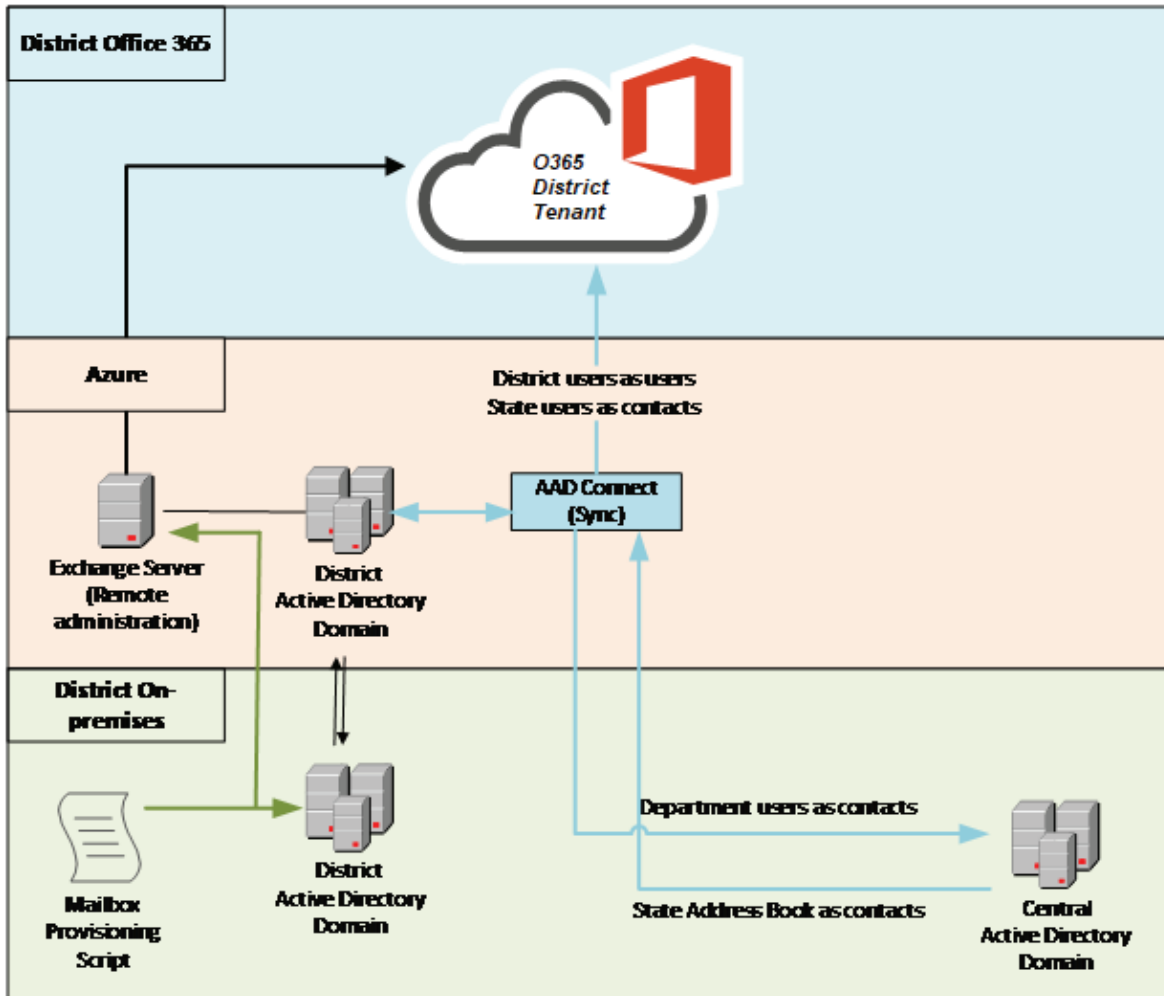 District Office 365
O365
District
Tenant
Azure
District users as users
State users as contacts
AAD Connect
(Sync)
Exchange Server
(Remote
administration)
District
Active Directory
Domain
District On-
premises
Department users as contacts
Mailbox
Provisioning
Script
District
Active Directory
Domain
State Address Book as contacts
Central
Active Directory
Domain